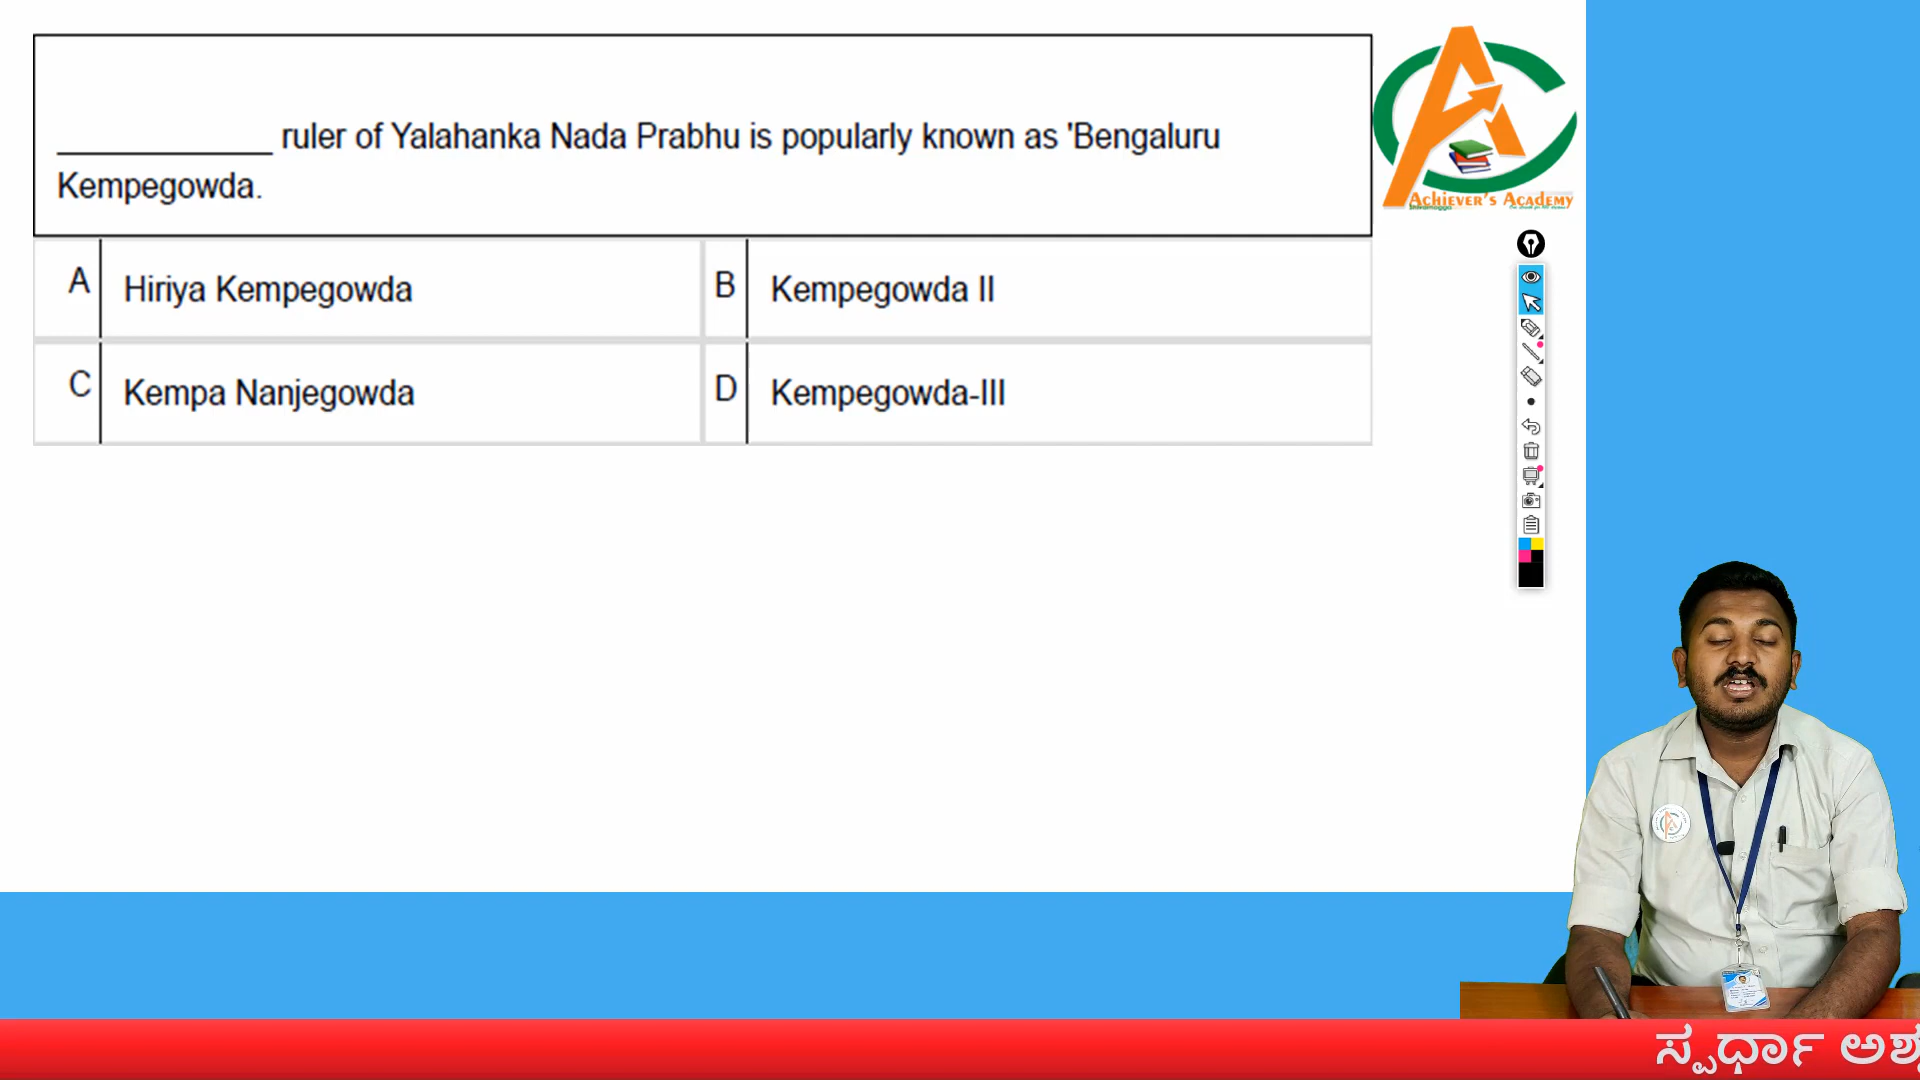 ____________ ruler of Yalahanka Nada Prabhu is popularly known as 'Bengaluru
Kempegowda.
A Hiriya Kempegowda
B Kempegowda II
C Kempa Nanjegowda
D Kempegowda-III
ACHIEVER'S ACADEMY
Shivamogga
ಸ್ಪರ್ಧಾ